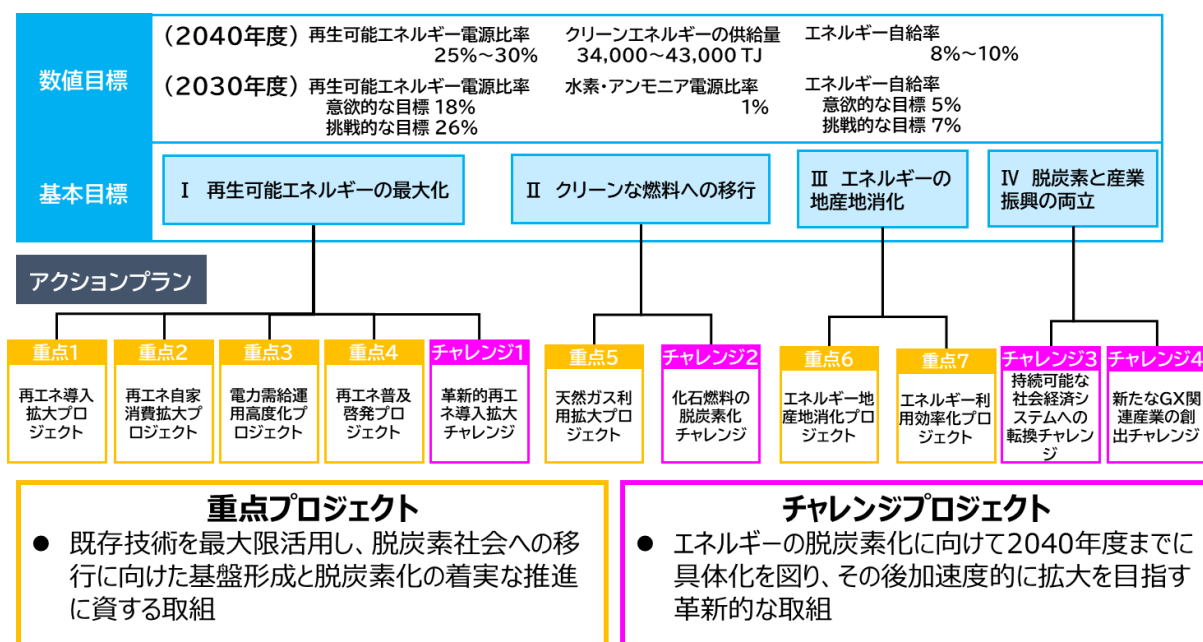 数値目標
（2040年度） 再生可能エネルギー電源比率
25%～30%
クリーンエネルギーの供給量
34,000～43,000 TJ
エネルギー自給率
8%～10%
（2030年度） 再生可能エネルギー電源比率
意欲的な目標 18%
挑戦的な目標 26%
水素・アンモニア電源比率
1%
エネルギー自給率
意欲的な目標 5%
挑戦的な目標 7%
基本目標
Ⅰ 再生可能エネルギーの最大化
Ⅱ クリーンな燃料への移行
Ⅲ エネルギーの
地産地消化
Ⅳ 脱炭素と産業
振興の両立
アクションプラン
重点1
再エネ導入
拡大プロ
ジェクト
重点2
再エネ自家
消費拡大プ
ロジェクト
重点3
電力需給運
用高度化プ
ロジェクト
重点4
再エネ普及
啓発プロ
ジェクト
チャレンジ1
革新的再エ
ネ導入拡大
チャレンジ
重点5
天然ガス利
用拡大プロ
ジェクト
チャレンジ2
化石燃料の
脱炭素化
チャレンジ
重点6
エネルギー地
産地消化プロ
ジェクト
重点7
エネルギー利
用効率化プロ
ジェクト
チャレンジ3
持続可能な
社会経済シ
ステムへの
転換チャレン
ジ
チャレンジ4
新たなGX関
連産業の創
出チャレンジ
重点プロジェクト
● 既存技術を最大限活用し、脱炭素社会への移
行に向けた基盤形成と脱炭素化の着実な推進
に資する取組
チャレンジプロジェクト
● エネルギーの脱炭素化に向けて2040年度までに
具体化を図り、その後加速度的に拡大を目指す
革新的な取組